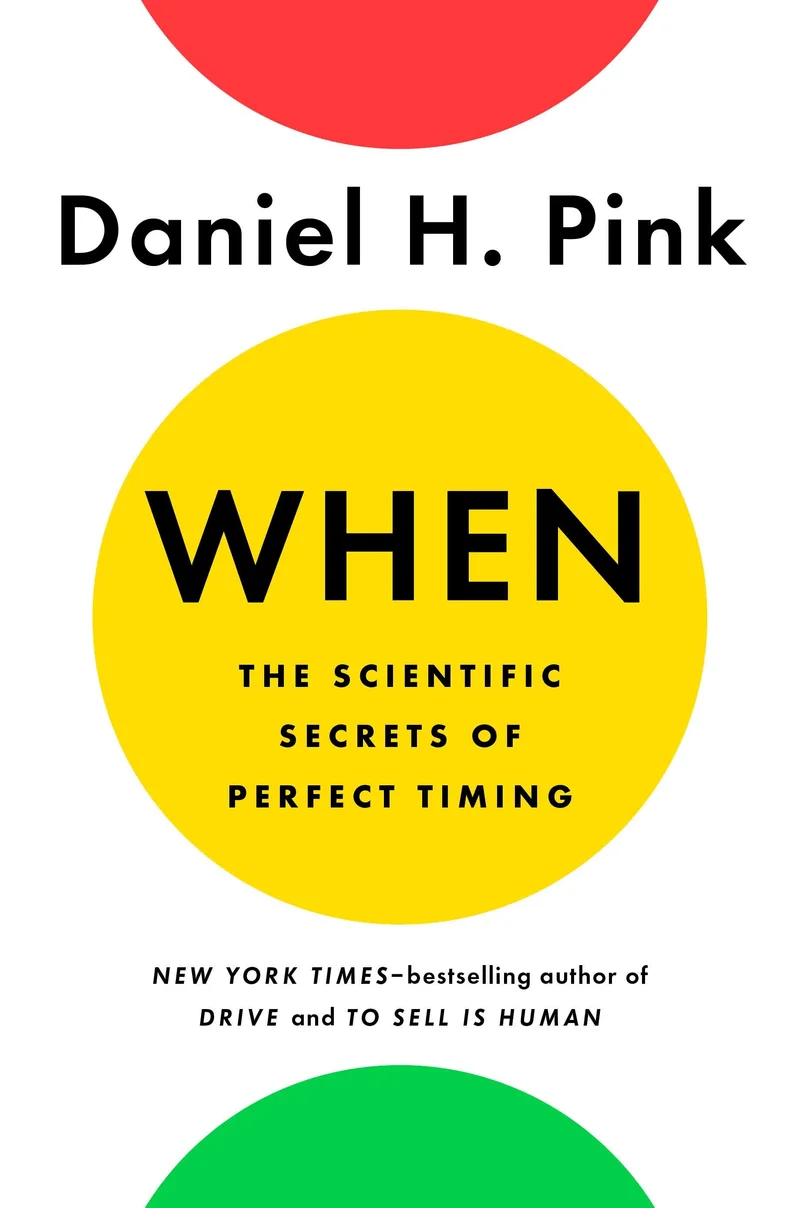 Daniel H. Pink
WHEN
THE SCIENTIFIC
SECRETS OF
PERFECT TIMING
NEW YORK TIMES–bestselling author of
DRIVE and TO SELL IS HUMAN